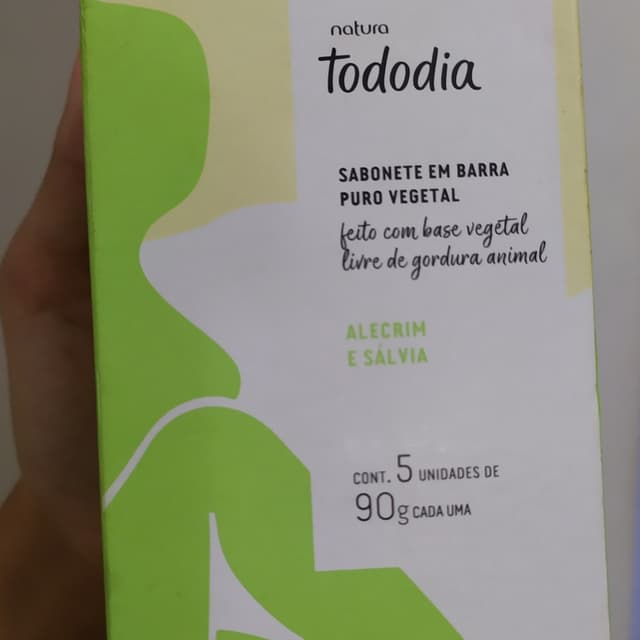 natura
Tododia
SABONETE EM BARRA
PURO VEGETAL
feito com base vegetal
livre de gordura animal
ALECRIM
E SÁLVIA
CONT. 5 UNIDADES DE
90g CADA UMA